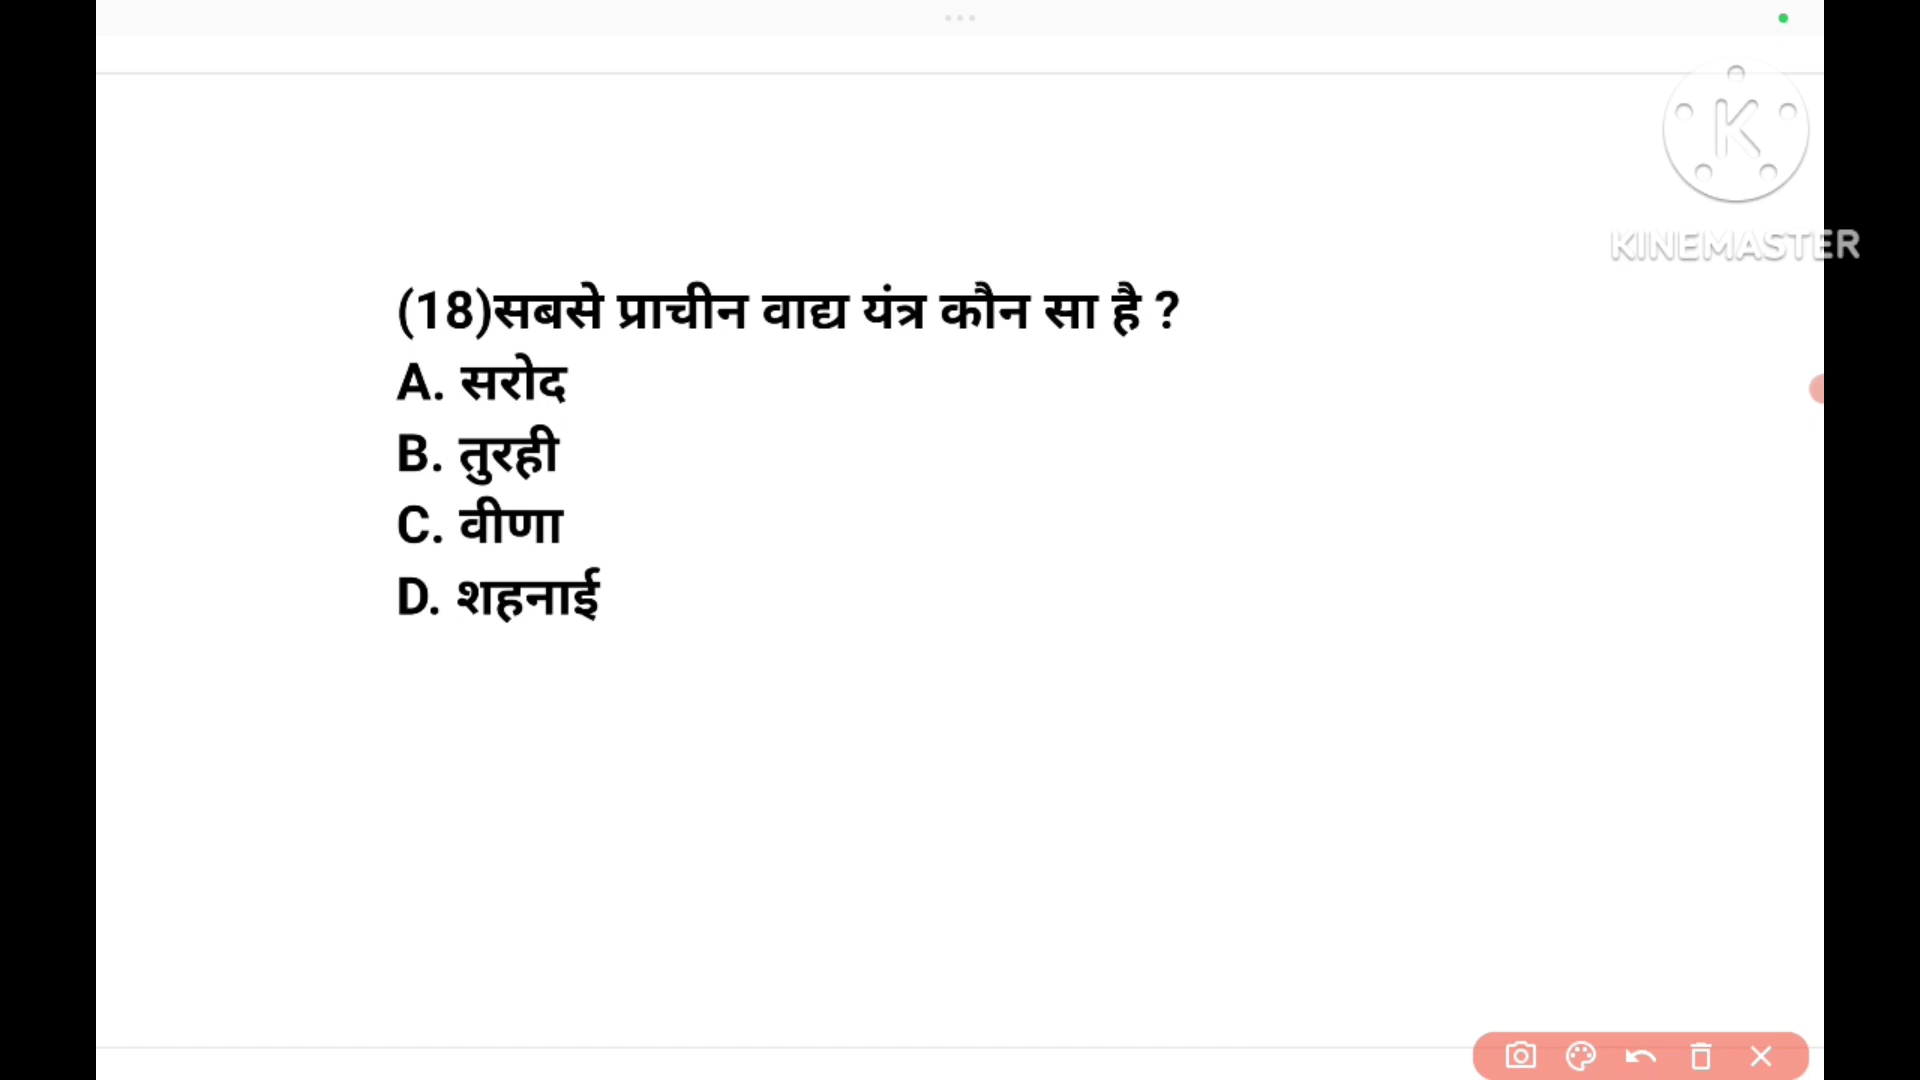 K
KINEMASTER
(18)सबसे प्राचीन वाद्य यंत्र कौन सा है ?
A. सरोद
B. तुरही
C. वीणा
D. शहनाई